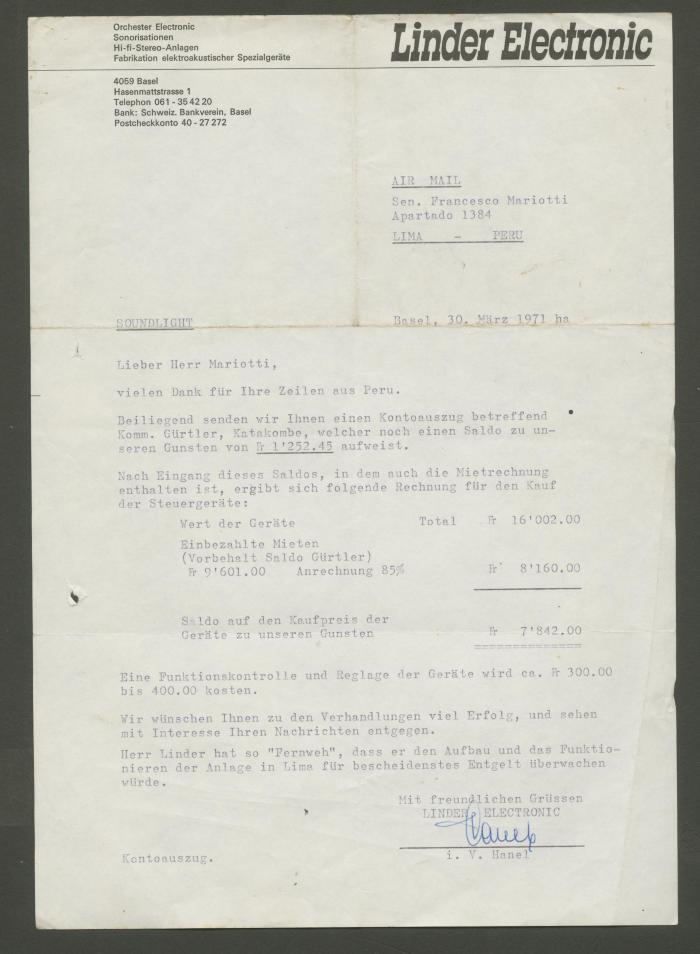 Orchester Electronic
Sonorisationen
Hi-fi-Stereo-Anlagen
Fabrikation elektroakustischer Spezialgeräte
Linder Electronic
4059 Basel
Hasenmattstrasse 1
Telephon 061 - 35 42 20
Bank: Schweiz. Bankverein, Basel
Postcheckkonto 40 - 27 272
AIR MAIL
Sen. Francesco Mariotti
Apartado 1384
LIMA - PERU
SOUNDLIGHT
Basel, 30. März 1971 ha
Lieber Herr Mariotti,
vielen Dank für Ihre Zeilen aus Peru.
Beiliegend senden wir Ihnen einen Kontoauszug betreffend
Komm. Gürtler, Katakombe, welcher noch einen Saldo zu un-
seren Gunsten von Fr 1'252.45 aufweist.
Nach Eingang dieses Saldos, in dem auch die Mietrechnung
enthalten ist, ergibt sich folgende Rechnung für den Kauf
der Steuergeräte:
Wert der Geräte Total Fr 16'002.00
Einbezahlte Mieten
(Vorbehalt Saldo Gürtler)
Fr 9'601.00 Anrechnung 85% Fr 8'160.00
Saldo auf den Kaufpreis der
Geräte zu unseren Gunsten Fr 7'842.00
Eine Funktionskontrolle und Reglage der Geräte wird ca. Fr 300.00
bis 400.00 kosten.
Wir wünschen Ihnen zu den Verhandlungen viel Erfolg, und sehen
mit Interesse Ihren Nachrichten entgegen.
Herr Linder hat so "Fernweh", dass er den Aufbau und das Funktio-
nieren der Anlage in Lima für bescheidenstes Entgelt überwachen
würde.
Mit freundlichen Grüssen
LINDER ELECTRONIC
Hanel
i. V. Hanel
Kontoauszug.